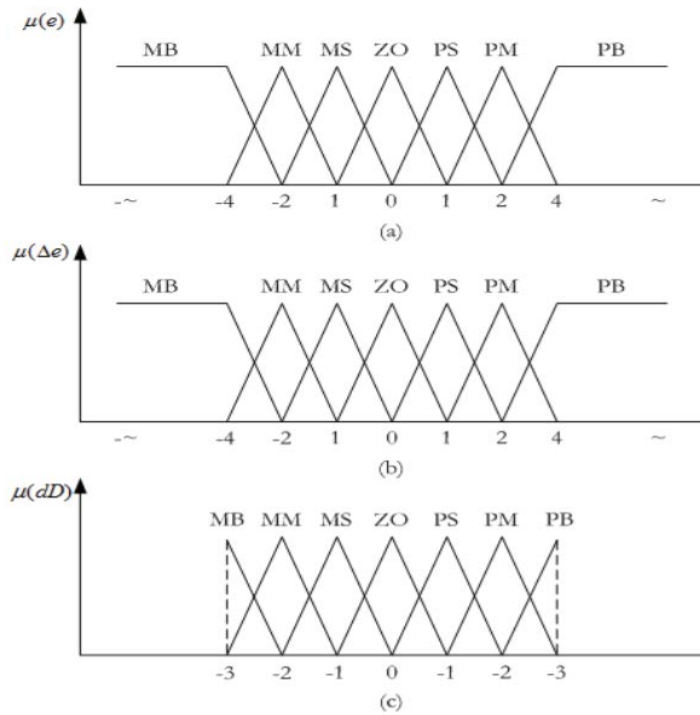 μ(e)
MB MM MS ZO PS PM PB
-~ -4 -2 1 0 1 2 4 ~
(a)
μ(Δe)
MB MM MS ZO PS PM PB
-~ -4 -2 1 0 1 2 4 ~
(b)
μ(dD)
MB MM MS ZO PS PM PB
-3 -2 -1 0 -1 -2 -3
(c)